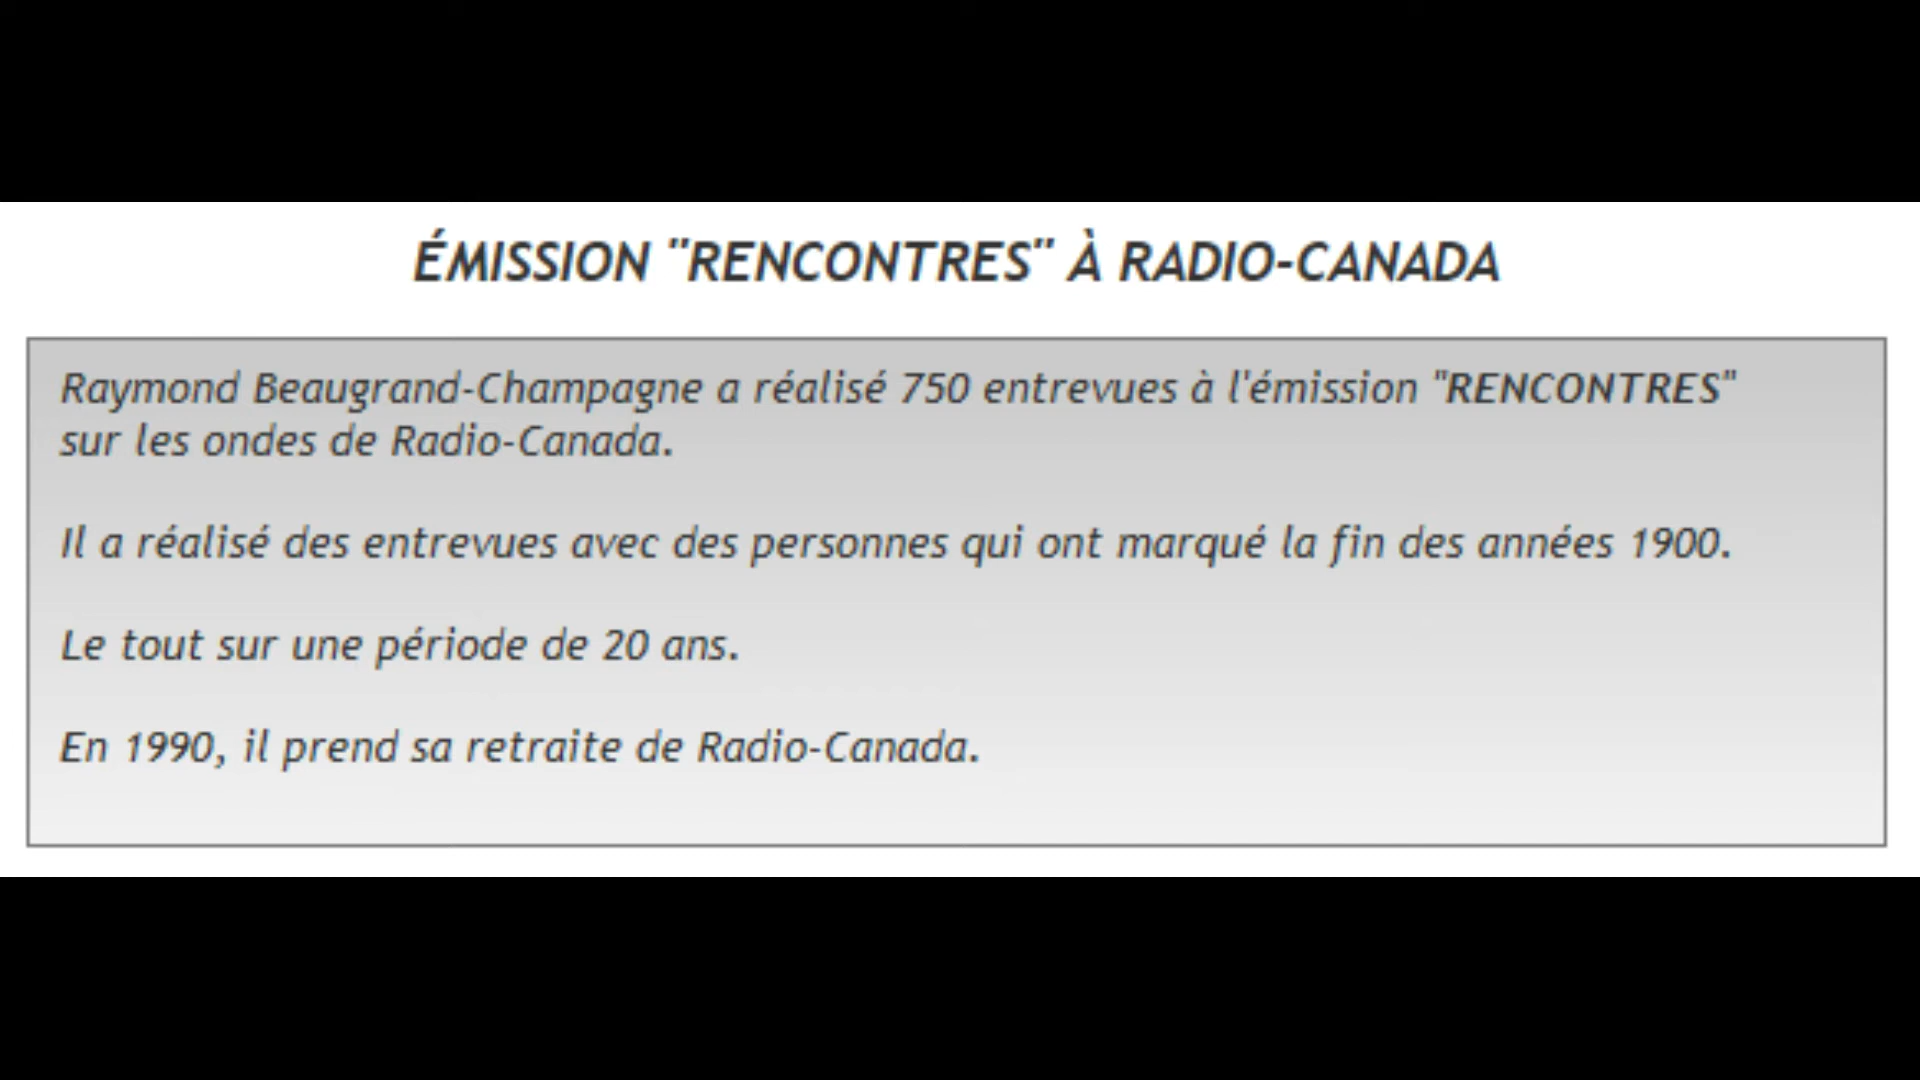 ÉMISSION "RENCONTRES" À RADIO-CANADA
Raymond Beaugrand-Champagne a réalisé 750 entrevues à l'émission "RENCONTRES"
sur les ondes de Radio-Canada.
Il a réalisé des entrevues avec des personnes qui ont marqué la fin des années 1900.
Le tout sur une période de 20 ans.
En 1990, il prend sa retraite de Radio-Canada.